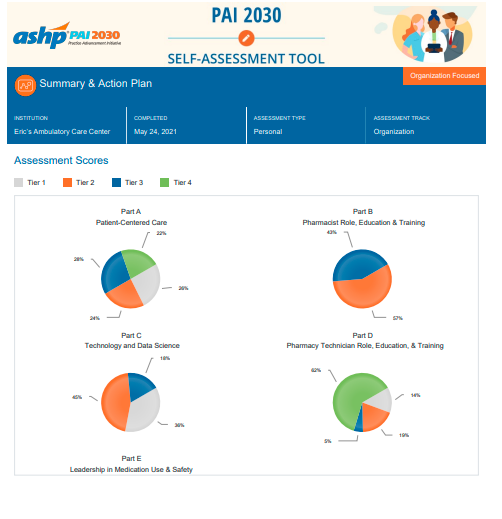 ashp PAI 2030
Practice Advancement Initiative
PAI 2030
SELF-ASSESSMENT TOOL
Organization Focused
Summary & Action Plan
INSTITUTION
Eric's Ambulatory Care Center
COMPLETED
May 24, 2021
ASSESSMENT TYPE
Personal
ASSESSMENT TRACK
Organization
Assessment Scores
Tier 1 Tier 2 Tier 3 Tier 4
Part A
Patient-Centered Care
22%
28%
26%
24%
Part B
Pharmacist Role, Education & Training
43%
57%
Part C
Technology and Data Science
18%
45%
36%
Part D
Pharmacy Technician Role, Education, & Training
62%
14%
19%
5%
Part E
Leadership in Medication Use & Safety